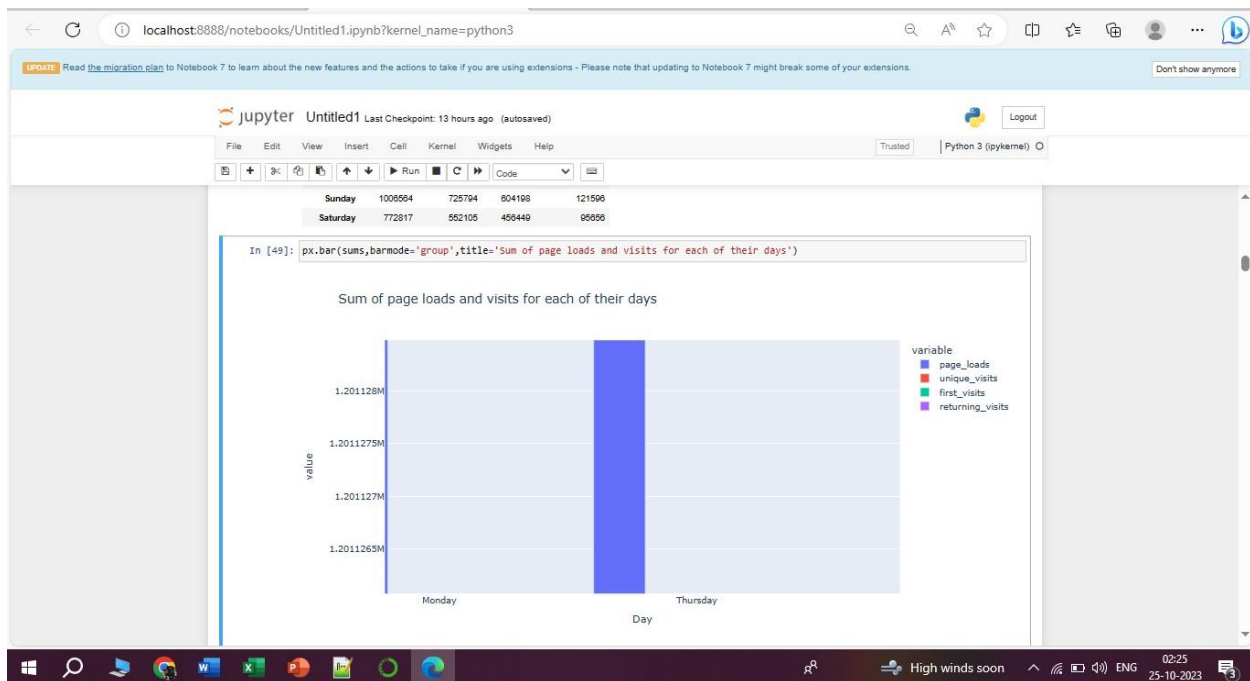 localhost:8888/notebooks/Untitled1.ipynb?kernel_name=python3
UPDATE Read the migration plan to Notebook 7 to learn about the new features and the actions to take if you are using extensions - Please note that updating to Notebook 7 might break some of your extensions.
Don't show anymore
jupyter Untitled1 Last Checkpoint: 13 hours ago (autosaved)
Logout
File Edit View Insert Cell Kernel Widgets Help
Trusted Python 3 (ipykernel)
Run Code
Sunday 1006564 725794 604198 121596
Saturday 772817 552105 456449 95656
In [49]: px.bar(sums,barmode='group',title='Sum of page loads and visits for each of their days')
Sum of page loads and visits for each of their days
variable
page_loads
unique_visits
first_visits
returning_visits
1.201128M
1.2011275M
1.201127M
1.2011265M
value
Monday Thursday
Day
High winds soon
ENG
02:25
25-10-2023
3